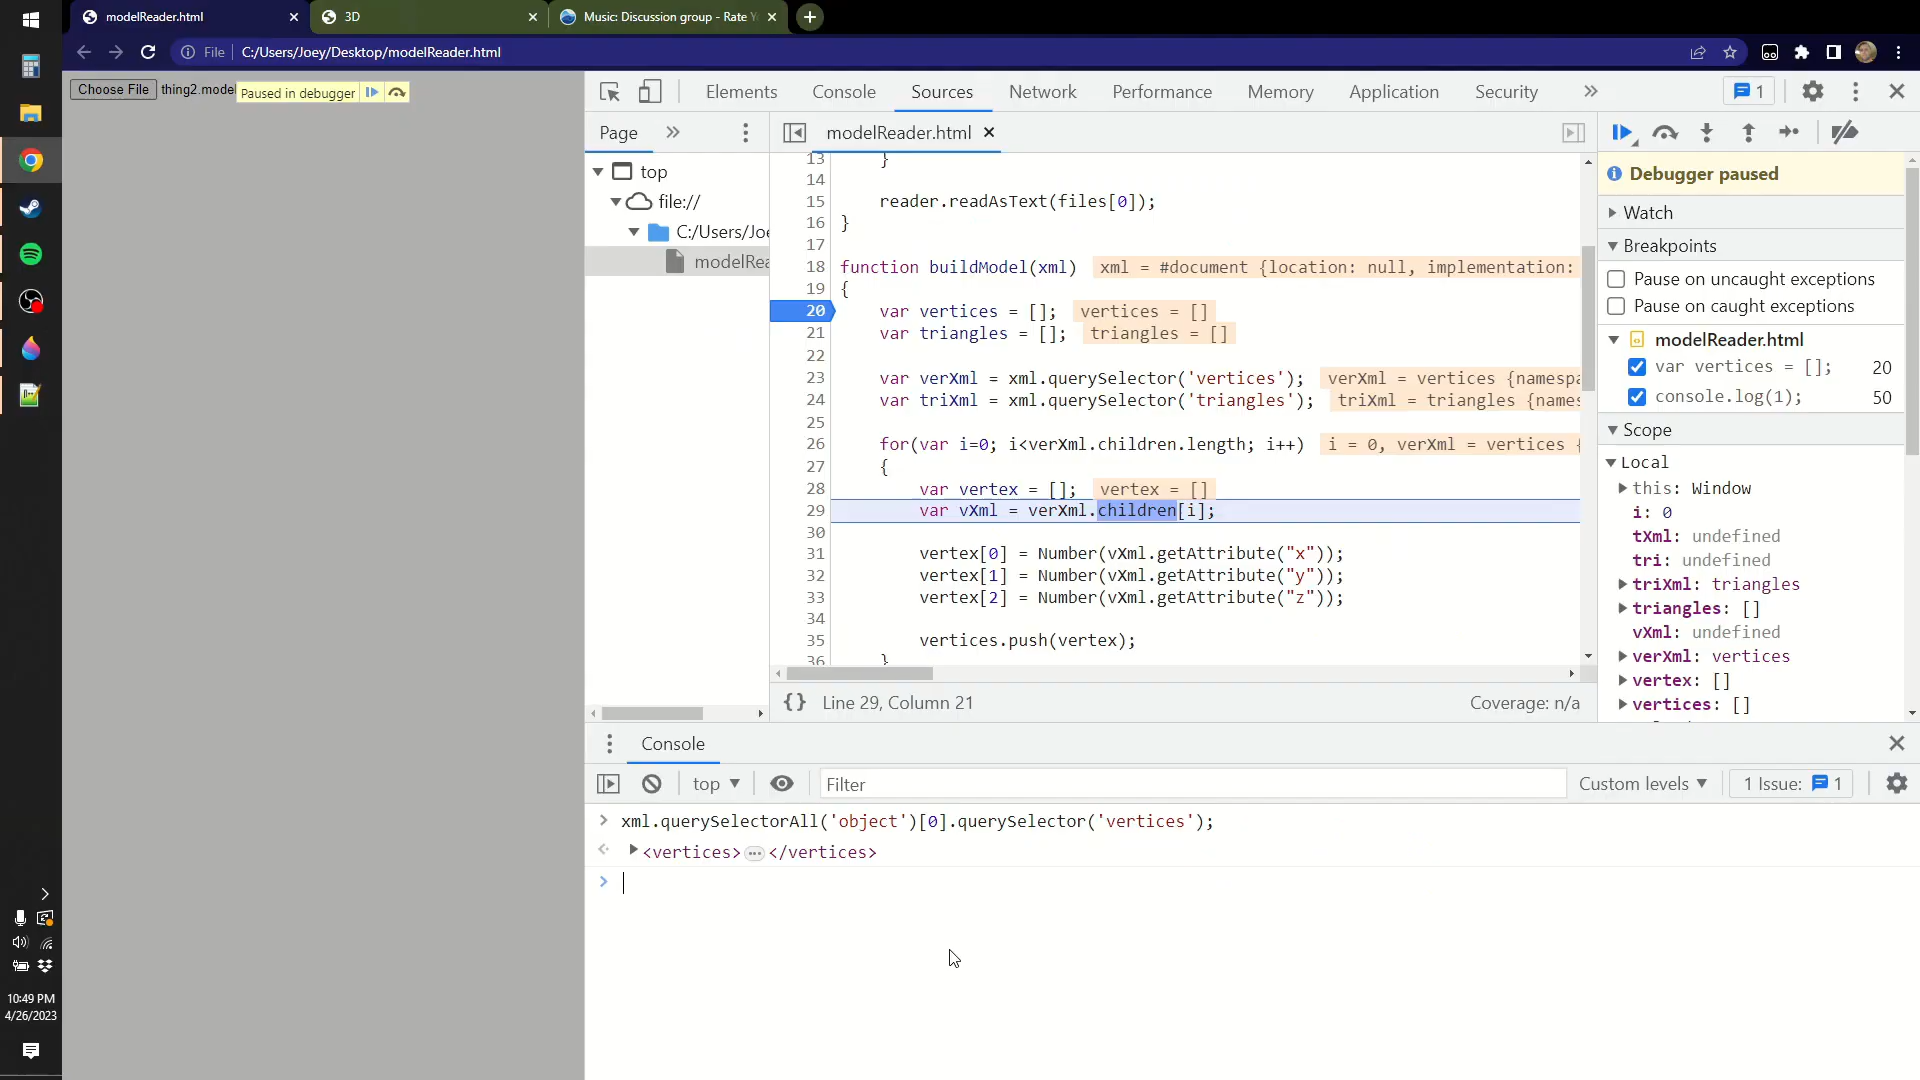 modelReader.html
3D
Music: Discussion group - Rate Y
File C:/Users/Joey/Desktop/modelReader.html
Choose File thing2.model
Paused in debugger
Elements Console Sources Network Performance Memory Application Security 1
Page
modelReader.html
top
file://
C:/Users/Joe
modelRea
13 }
14
15 reader.readAsText(files[0]);
16 }
17
18 function buildModel(xml) xml = #document {location: null, implementation:
19 {
20 var vertices = []; vertices = []
21 var triangles = []; triangles = []
22
23 var verXml = xml.querySelector('vertices'); verXml = vertices {namespa
24 var triXml = xml.querySelector('triangles'); triXml = triangles {names
25
26 for(var i=0; i<verXml.children.length; i++) i = 0, verXml = vertices {
27 {
28 var vertex = []; vertex = []
29 var vXml = verXml.children[i];
30
31 vertex[0] = Number(vXml.getAttribute("x"));
32 vertex[1] = Number(vXml.getAttribute("y"));
33 vertex[2] = Number(vXml.getAttribute("z"));
34
35 vertices.push(vertex);
36 }
{} Line 29, Column 21 Coverage: n/a
Debugger paused
Watch
Breakpoints
Pause on uncaught exceptions
Pause on caught exceptions
modelReader.html
var vertices = []; 20
console.log(1); 50
Scope
Local
this: Window
i: 0
tXml: undefined
tri: undefined
triXml: triangles
triangles: []
vXml: undefined
verXml: vertices
vertex: []
vertices: []
Console
top Filter Custom levels 1 Issue: 1
> xml.querySelectorAll('object')[0].querySelector('vertices');
<vertices>…</vertices>
>
10:49 PM
4/26/2023